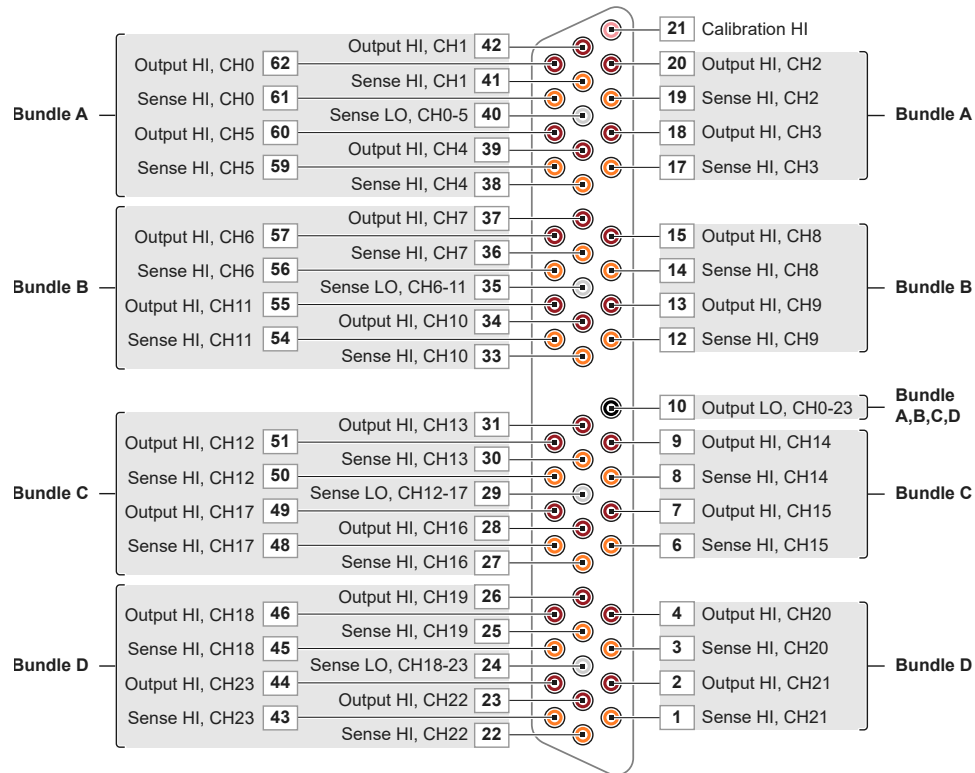 21 Calibration HI
Output HI, CH1 42
Output HI, CH0 62
20 Output HI, CH2
Sense HI, CH1 41
Sense HI, CH0 61
19 Sense HI, CH2
Bundle A
Sense LO, CH0-5 40
Bundle A
Output HI, CH5 60
18 Output HI, CH3
Output HI, CH4 39
Sense HI, CH5 59
17 Sense HI, CH3
Sense HI, CH4 38
Output HI, CH7 37
Output HI, CH6 57
15 Output HI, CH8
Sense HI, CH7 36
Sense HI, CH6 56
14 Sense HI, CH8
Bundle B
Sense LO, CH6-11 35
Bundle B
Output HI, CH11 55
13 Output HI, CH9
Output HI, CH10 34
Sense HI, CH11 54
12 Sense HI, CH9
Sense HI, CH10 33
10 Output LO, CH0-23
Bundle
A,B,C,D
Output HI, CH13 31
Output HI, CH12 51
9 Output HI, CH14
Sense HI, CH13 30
Sense HI, CH12 50
8 Sense HI, CH14
Bundle C
Sense LO, CH12-17 29
Bundle C
Output HI, CH17 49
7 Output HI, CH15
Output HI, CH16 28
Sense HI, CH17 48
6 Sense HI, CH15
Sense HI, CH16 27
Output HI, CH19 26
Output HI, CH18 46
4 Output HI, CH20
Sense HI, CH19 25
Sense HI, CH18 45
3 Sense HI, CH20
Bundle D
Sense LO, CH18-23 24
Bundle D
Output HI, CH23 44
2 Output HI, CH21
Output HI, CH22 23
Sense HI, CH23 43
1 Sense HI, CH21
Sense HI, CH22 22